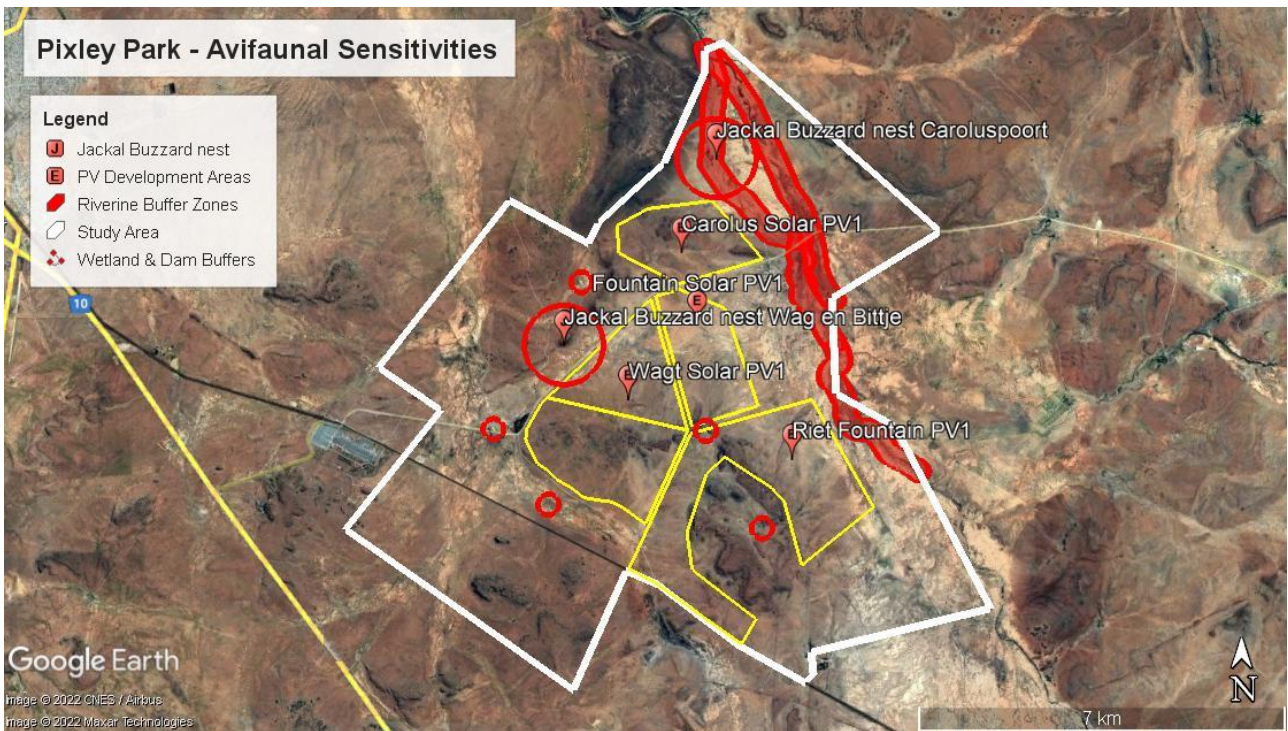 Pixley Park - Avifaunal Sensitivities
Legend
J Jackal Buzzard nest
E PV Development Areas
Riverine Buffer Zones
Study Area
Wetland & Dam Buffers
Jackal Buzzard nest Caroluspoort
Carolus Solar PV1
Fountain Solar PV1
E
10
Jackal Buzzard nest Wag en Bittje
Wagt Solar PV1
Riet Fountain PV1
Google Earth
Image © 2022 CNES / Airbus
Image © 2022 Maxar Technologies
N
7 km